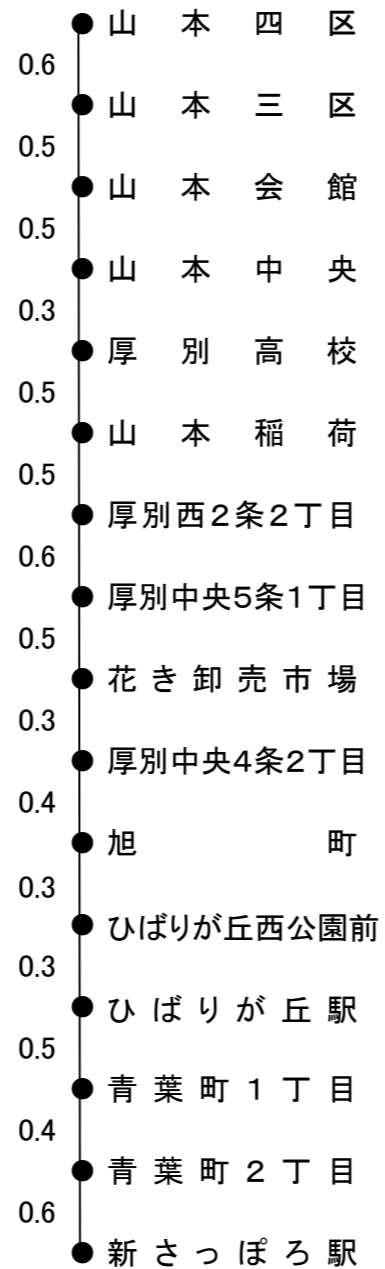 山本四区
0.6
山本三区
0.5
山本会館
0.5
山本中央
0.3
厚別高校
0.5
山本稲荷
0.5
厚別西2条2丁目
0.6
厚別中央5条1丁目
0.5
花き卸売市場
0.3
厚別中央4条2丁目
0.4
旭町
0.3
ひばりが丘西公園前
0.3
ひばりが丘駅
0.5
青葉町1丁目
0.4
青葉町2丁目
0.6
新さっぽろ駅